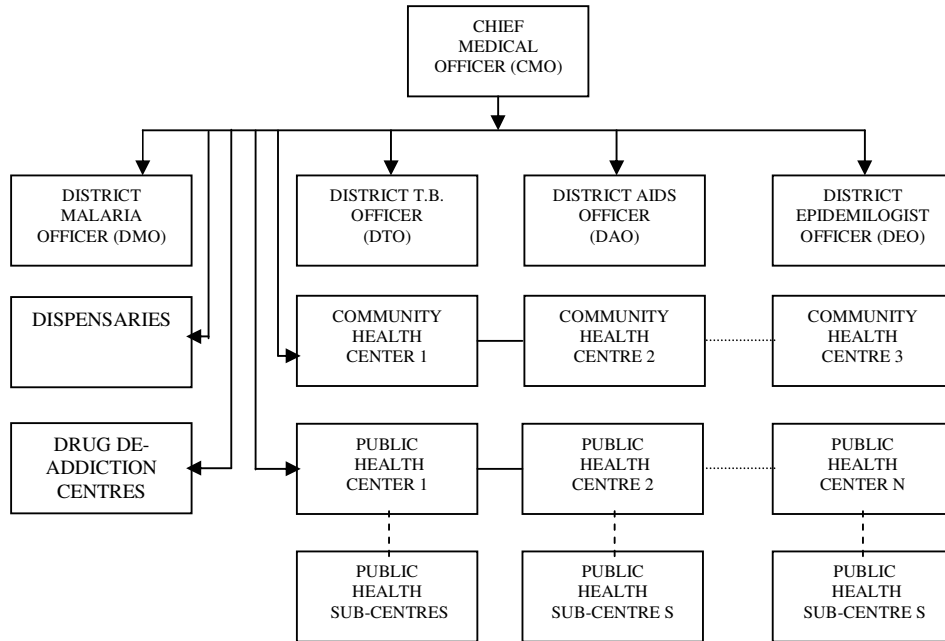 CHIEF
MEDICAL
OFFICER (CMO)
DISTRICT
MALARIA
OFFICER (DMO)
DISTRICT T.B.
OFFICER
(DTO)
DISTRICT AIDS
OFFICER
(DAO)
DISTRICT
EPIDEMILOGIST
OFFICER (DEO)
DISPENSARIES
COMMUNITY
HEALTH
CENTER 1
COMMUNITY
HEALTH
CENTRE 2
COMMUNITY
HEALTH
CENTRE 3
DRUG DE-
ADDICTION
CENTRES
PUBLIC
HEALTH
CENTER 1
PUBLIC
HEALTH
CENTRE 2
PUBLIC
HEALTH
CENTER N
PUBLIC
HEALTH
SUB-CENTRES
PUBLIC
HEALTH
SUB-CENTRE S
PUBLIC
HEALTH
SUB-CENTRE S